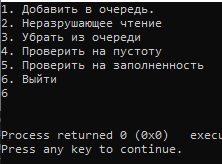 1. Добавить в очередь.
2. Неразрушающее чтение
3. Убрать из очереди
4. Проверить на пустоту
5. Проверить на заполненность
6. Выйти
6
Process returned 0 (0x0)   execu
Press any key to continue.